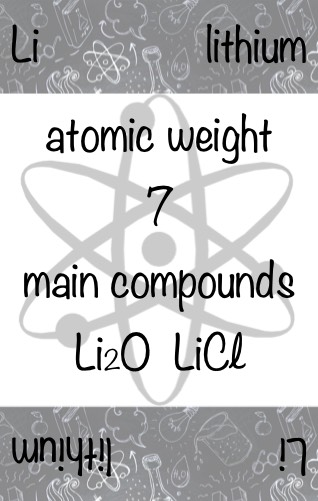 Li lithium
atomic weight
7
main compounds
Li₂O LiCl
lithium Li